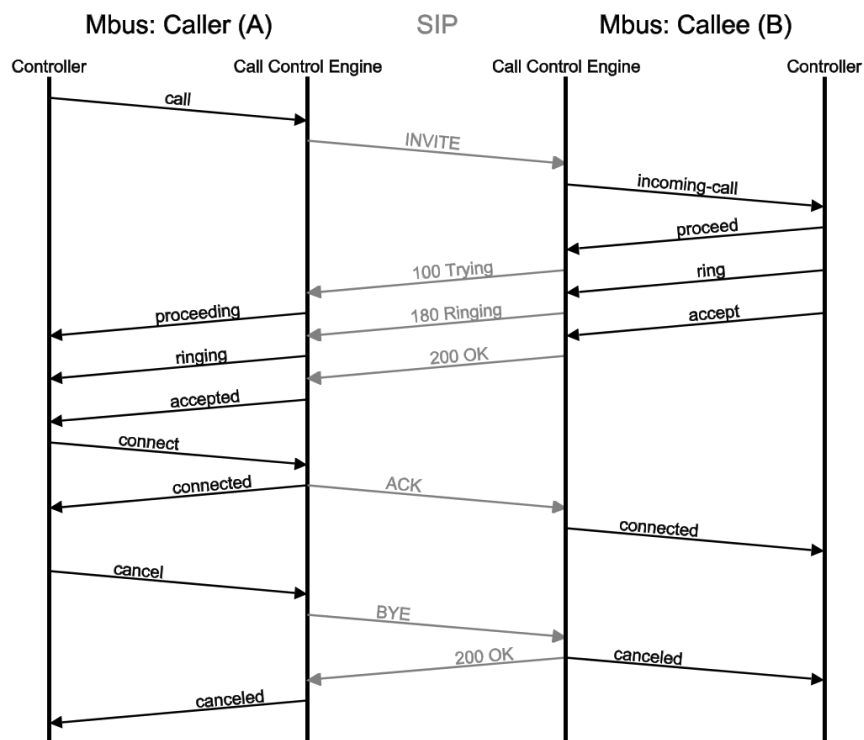 Mbus: Caller (A) SIP Mbus: Callee (B)
Controller Call Control Engine Call Control Engine Controller
call
INVITE
incoming-call
proceed
100 Trying ring
proceeding 180 Ringing accept
ringing 200 OK
accepted
connect
connected ACK
connected
cancel
BYE
200 OK canceled
canceled